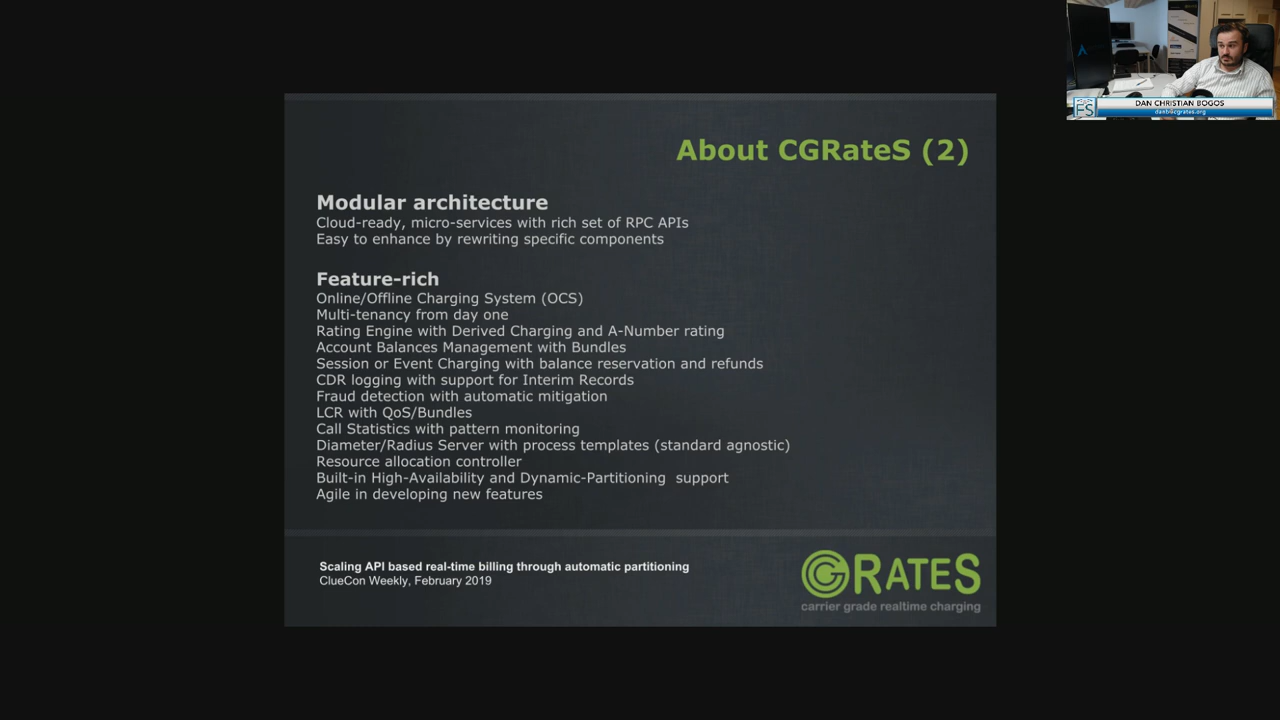 About CGRateS (2)
Modular architecture
Cloud-ready, micro-services with rich set of RPC APIs
Easy to enhance by rewriting specific components
Feature-rich
Online/Offline Charging System (OCS)
Multi-tenancy from day one
Rating Engine with Derived Charging and A-Number rating
Account Balances Management with Bundles
Session or Event Charging with balance reservation and refunds
CDR logging with support for Interim Records
Fraud detection with automatic mitigation
LCR with QoS/Bundles
Call Statistics with pattern monitoring
Diameter/Radius Server with process templates (standard agnostic)
Resource allocation controller
Built-in High-Availability and Dynamic-Partitioning  support
Agile in developing new features
Scaling API based real-time billing through automatic partitioning
ClueCon Weekly, February 2019
CGRATES
carrier grade realtime charging
DAN CHRISTIAN BOGOS
danb@cgrates.org
FS